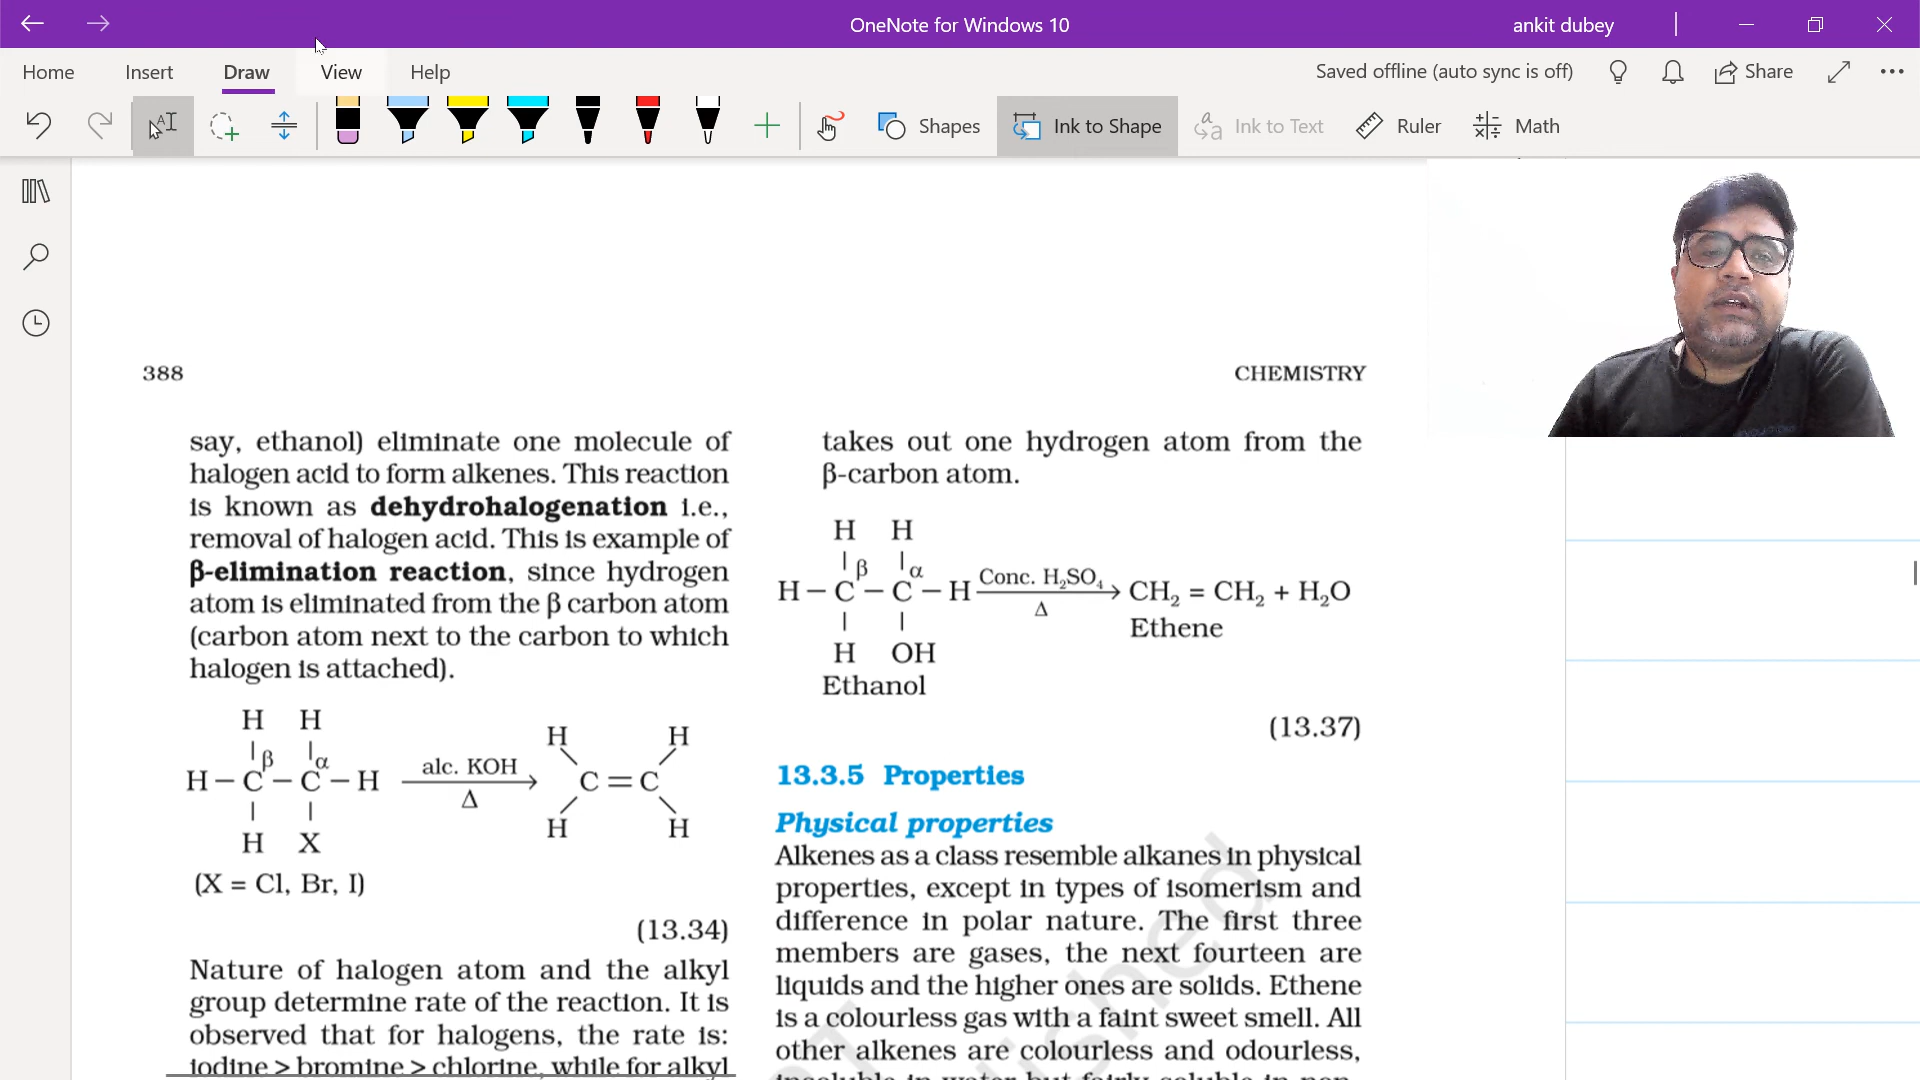 OneNote for Windows 10
ankit dubey
Home Insert Draw View Help
Saved offline (auto sync is off)
Share
Shapes
Ink to Shape
Ink to Text
Ruler
Math
388
CHEMISTRY
say, ethanol) eliminate one molecule of
halogen acid to form alkenes. This reaction
is known as dehydrohalogenation i.e.,
removal of halogen acid. This is example of
β-elimination reaction, since hydrogen
atom is eliminated from the β carbon atom
(carbon atom next to the carbon to which
halogen is attached).
H H
| β | α
H – C – C – H alc. KOH Δ H H C = C H H
| |
H X
(X = Cl, Br, I)
(13.34)
Nature of halogen atom and the alkyl
group determine rate of the reaction. It is
observed that for halogens, the rate is:
iodine > bromine > chlorine, while for alkyl
takes out one hydrogen atom from the
β-carbon atom.
H H
| β | α
H – C – C – H Conc. H₂SO₄ Δ → CH₂ = CH₂ + H₂O
| | Ethene
H OH
Ethanol
(13.37)
13.3.5 Properties
Physical properties
Alkenes as a class resemble alkanes in physical
properties, except in types of isomerism and
difference in polar nature. The first three
members are gases, the next fourteen are
liquids and the higher ones are solids. Ethene
is a colourless gas with a faint sweet smell. All
other alkenes are colourless and odourless,
insoluble in water but fairly soluble in non-